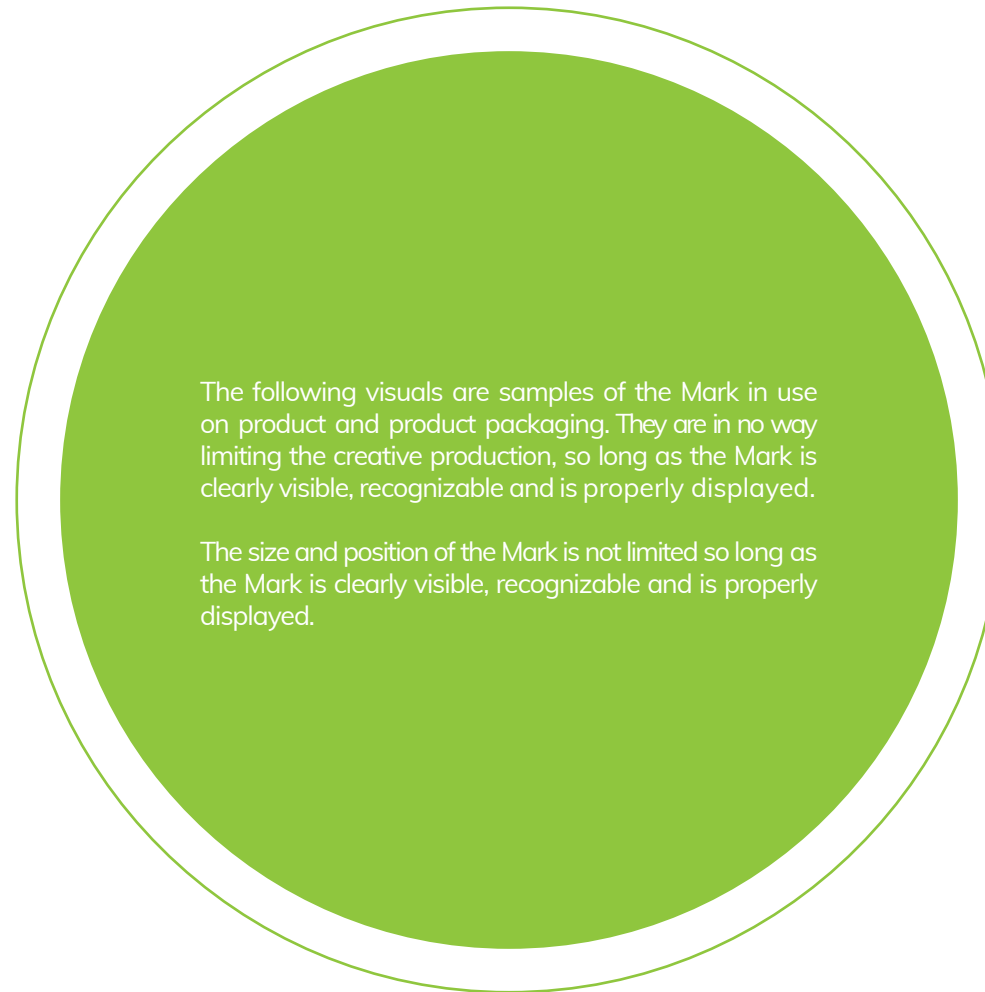 The following visuals are samples of the Mark in use
on product and product packaging. They are in no way
limiting the creative production, so long as the Mark is
clearly visible, recognizable and is properly displayed.
The size and position of the Mark is not limited so long as
the Mark is clearly visible, recognizable and is properly
displayed.